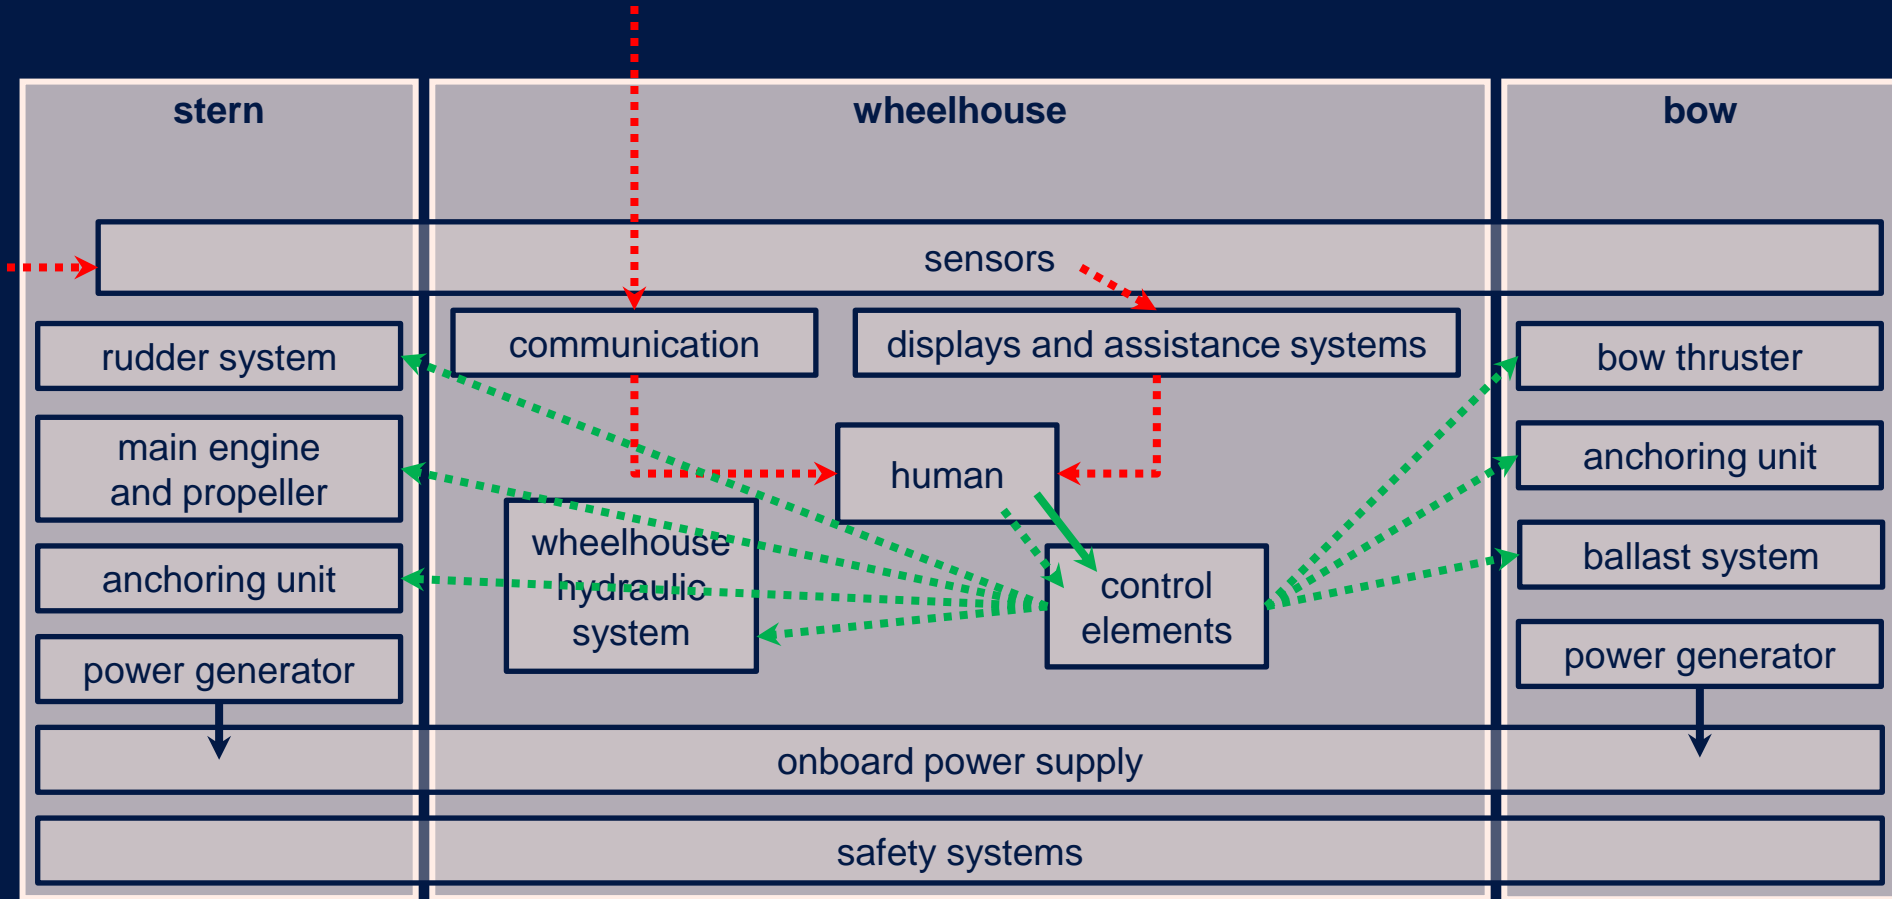 stern
wheelhouse
bow
sensors
communication
displays and assistance systems
rudder system
bow thruster
main engine
and propeller
human
anchoring unit
wheelhouse
hydraulic
system
anchoring unit
control
elements
ballast system
power generator
power generator
onboard power supply
safety systems